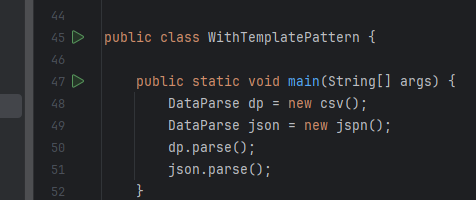 44
45 public class WithTemplatePattern {
46
47 public static void main(String[] args) {
48 DataParse dp = new csv();
49 DataParse json = new jspn();
50 dp.parse();
51 json.parse();
52 }